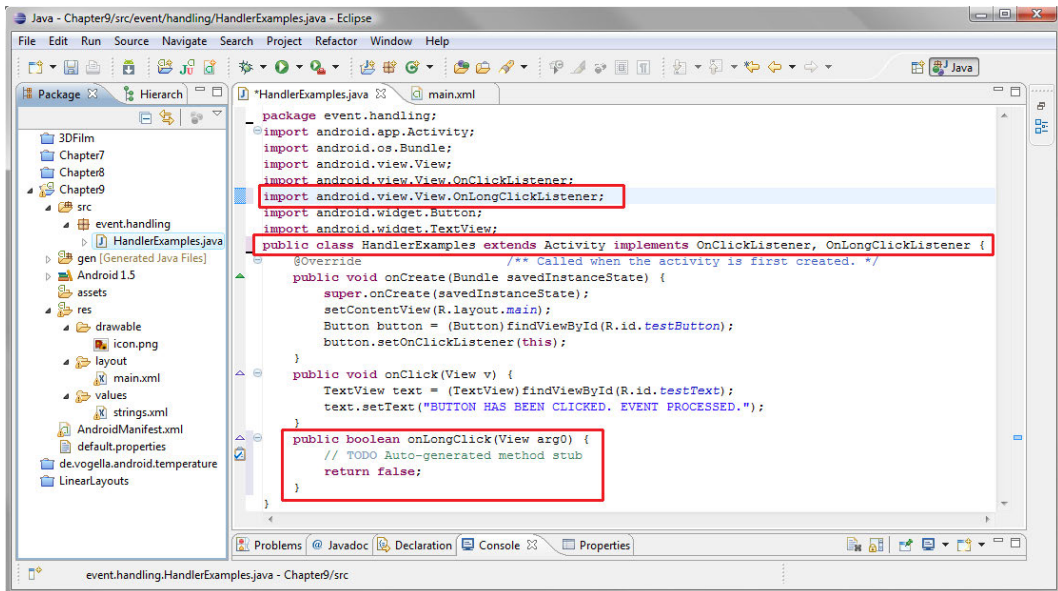 Java - Chapter9/src/event/handling/HandlerExamples.java - Eclipse
File Edit Run Source Navigate Search Project Refactor Window Help
Java
Package
Hierarch
*HandlerExamples.java
main.xml
3DFilm
Chapter7
Chapter8
Chapter9
src
event.handling
HandlerExamples.java
gen [Generated Java Files]
Android 1.5
assets
res
drawable
icon.png
layout
main.xml
values
strings.xml
AndroidManifest.xml
default.properties
de.vogella.android.temperature
LinearLayouts
package event.handling;
import android.app.Activity;
import android.os.Bundle;
import android.view.View;
import android.view.View.OnClickListener;
import android.view.View.OnLongClickListener;
import android.widget.Button;
import android.widget.TextView;
public class HandlerExamples extends Activity implements OnClickListener, OnLongClickListener {
@Override /** Called when the activity is first created. */
public void onCreate(Bundle savedInstanceState) {
super.onCreate(savedInstanceState);
setContentView(R.layout.main);
Button button = (Button)findViewById(R.id.testButton);
button.setOnClickListener(this);
}
public void onClick(View v) {
TextView text = (TextView)findViewById(R.id.testText);
text.setText("BUTTON HAS BEEN CLICKED. EVENT PROCESSED.");
}
public boolean onLongClick(View arg0) {
// TODO Auto-generated method stub
return false;
}
}
Problems @ Javadoc Declaration Console Properties
event.handling.HandlerExamples.java - Chapter9/src